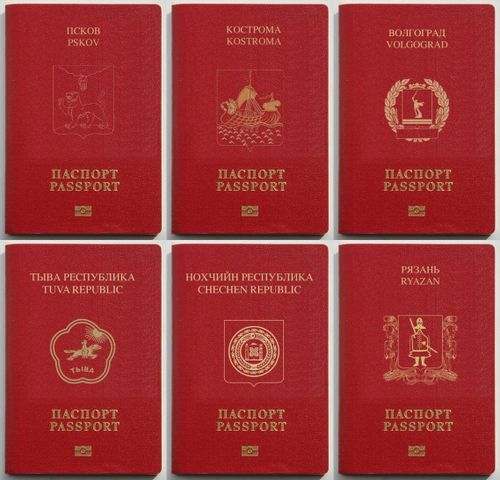 ПСКОВ
PSKOV
ПАСПОРТ
PASSPORT
КОСТРОМА
KOSTROMA
ПАСПОРТ
PASSPORT
ВОЛГОГРАД
VOLGOGRAD
ПАСПОРТ
PASSPORT
ТЫВА РЕСПУБЛИКА
TUVA REPUBLIC
ТЫВА
ПАСПОРТ
PASSPORT
НОХЧИЙН РЕСПУБЛИКА
CHECHEN REPUBLIC
ПАСПОРТ
PASSPORT
РЯЗАНЬ
RYAZAN
ПАСПОРТ
PASSPORT